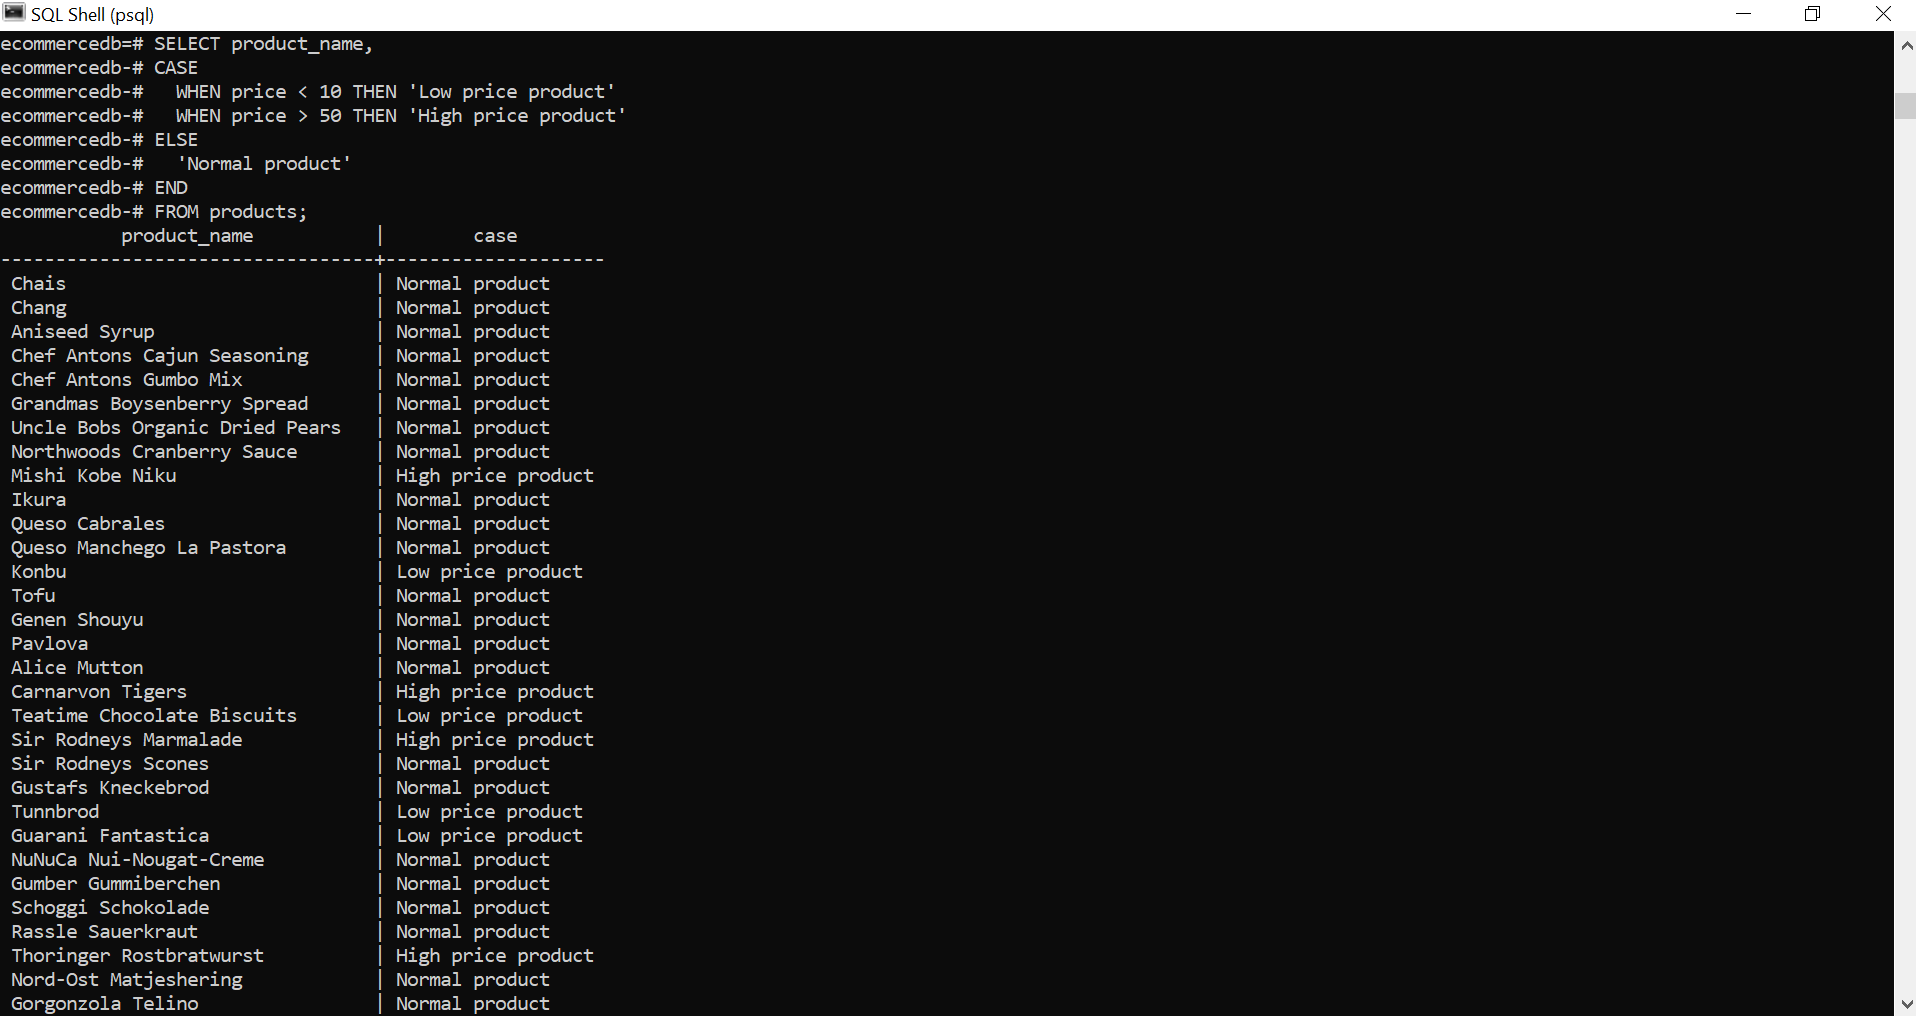 SQL Shell (psql)
ecommercedb=# SELECT product_name,
ecommercedb-# CASE
ecommercedb-#   WHEN price < 10 THEN 'Low price product'
ecommercedb-#   WHEN price > 50 THEN 'High price product'
ecommercedb-# ELSE
ecommercedb-#   'Normal product'
ecommercedb-# END
ecommercedb-# FROM products;
           product_name           |        case
----------------------------------+--------------------
 Chais                            | Normal product
 Chang                            | Normal product
 Aniseed Syrup                    | Normal product
 Chef Antons Cajun Seasoning      | Normal product
 Chef Antons Gumbo Mix            | Normal product
 Grandmas Boysenberry Spread      | Normal product
 Uncle Bobs Organic Dried Pears   | Normal product
 Northwoods Cranberry Sauce       | Normal product
 Mishi Kobe Niku                  | High price product
 Ikura                            | Normal product
 Queso Cabrales                   | Normal product
 Queso Manchego La Pastora        | Normal product
 Konbu                            | Low price product
 Tofu                             | Normal product
 Genen Shouyu                     | Normal product
 Pavlova                          | Normal product
 Alice Mutton                     | Normal product
 Carnarvon Tigers                 | High price product
 Teatime Chocolate Biscuits       | Low price product
 Sir Rodneys Marmalade            | High price product
 Sir Rodneys Scones               | Normal product
 Gustafs Kneckebrod               | Normal product
 Tunnbrod                         | Low price product
 Guarani Fantastica               | Low price product
 NuNuCa Nui-Nougat-Creme          | Normal product
 Gumber Gummiberchen              | Normal product
 Schoggi Schokolade               | Normal product
 Rassle Sauerkraut                | Normal product
 Thoringer Rostbratwurst          | High price product
 Nord-Ost Matjeshering            | Normal product
 Gorgonzola Telino                | Normal product